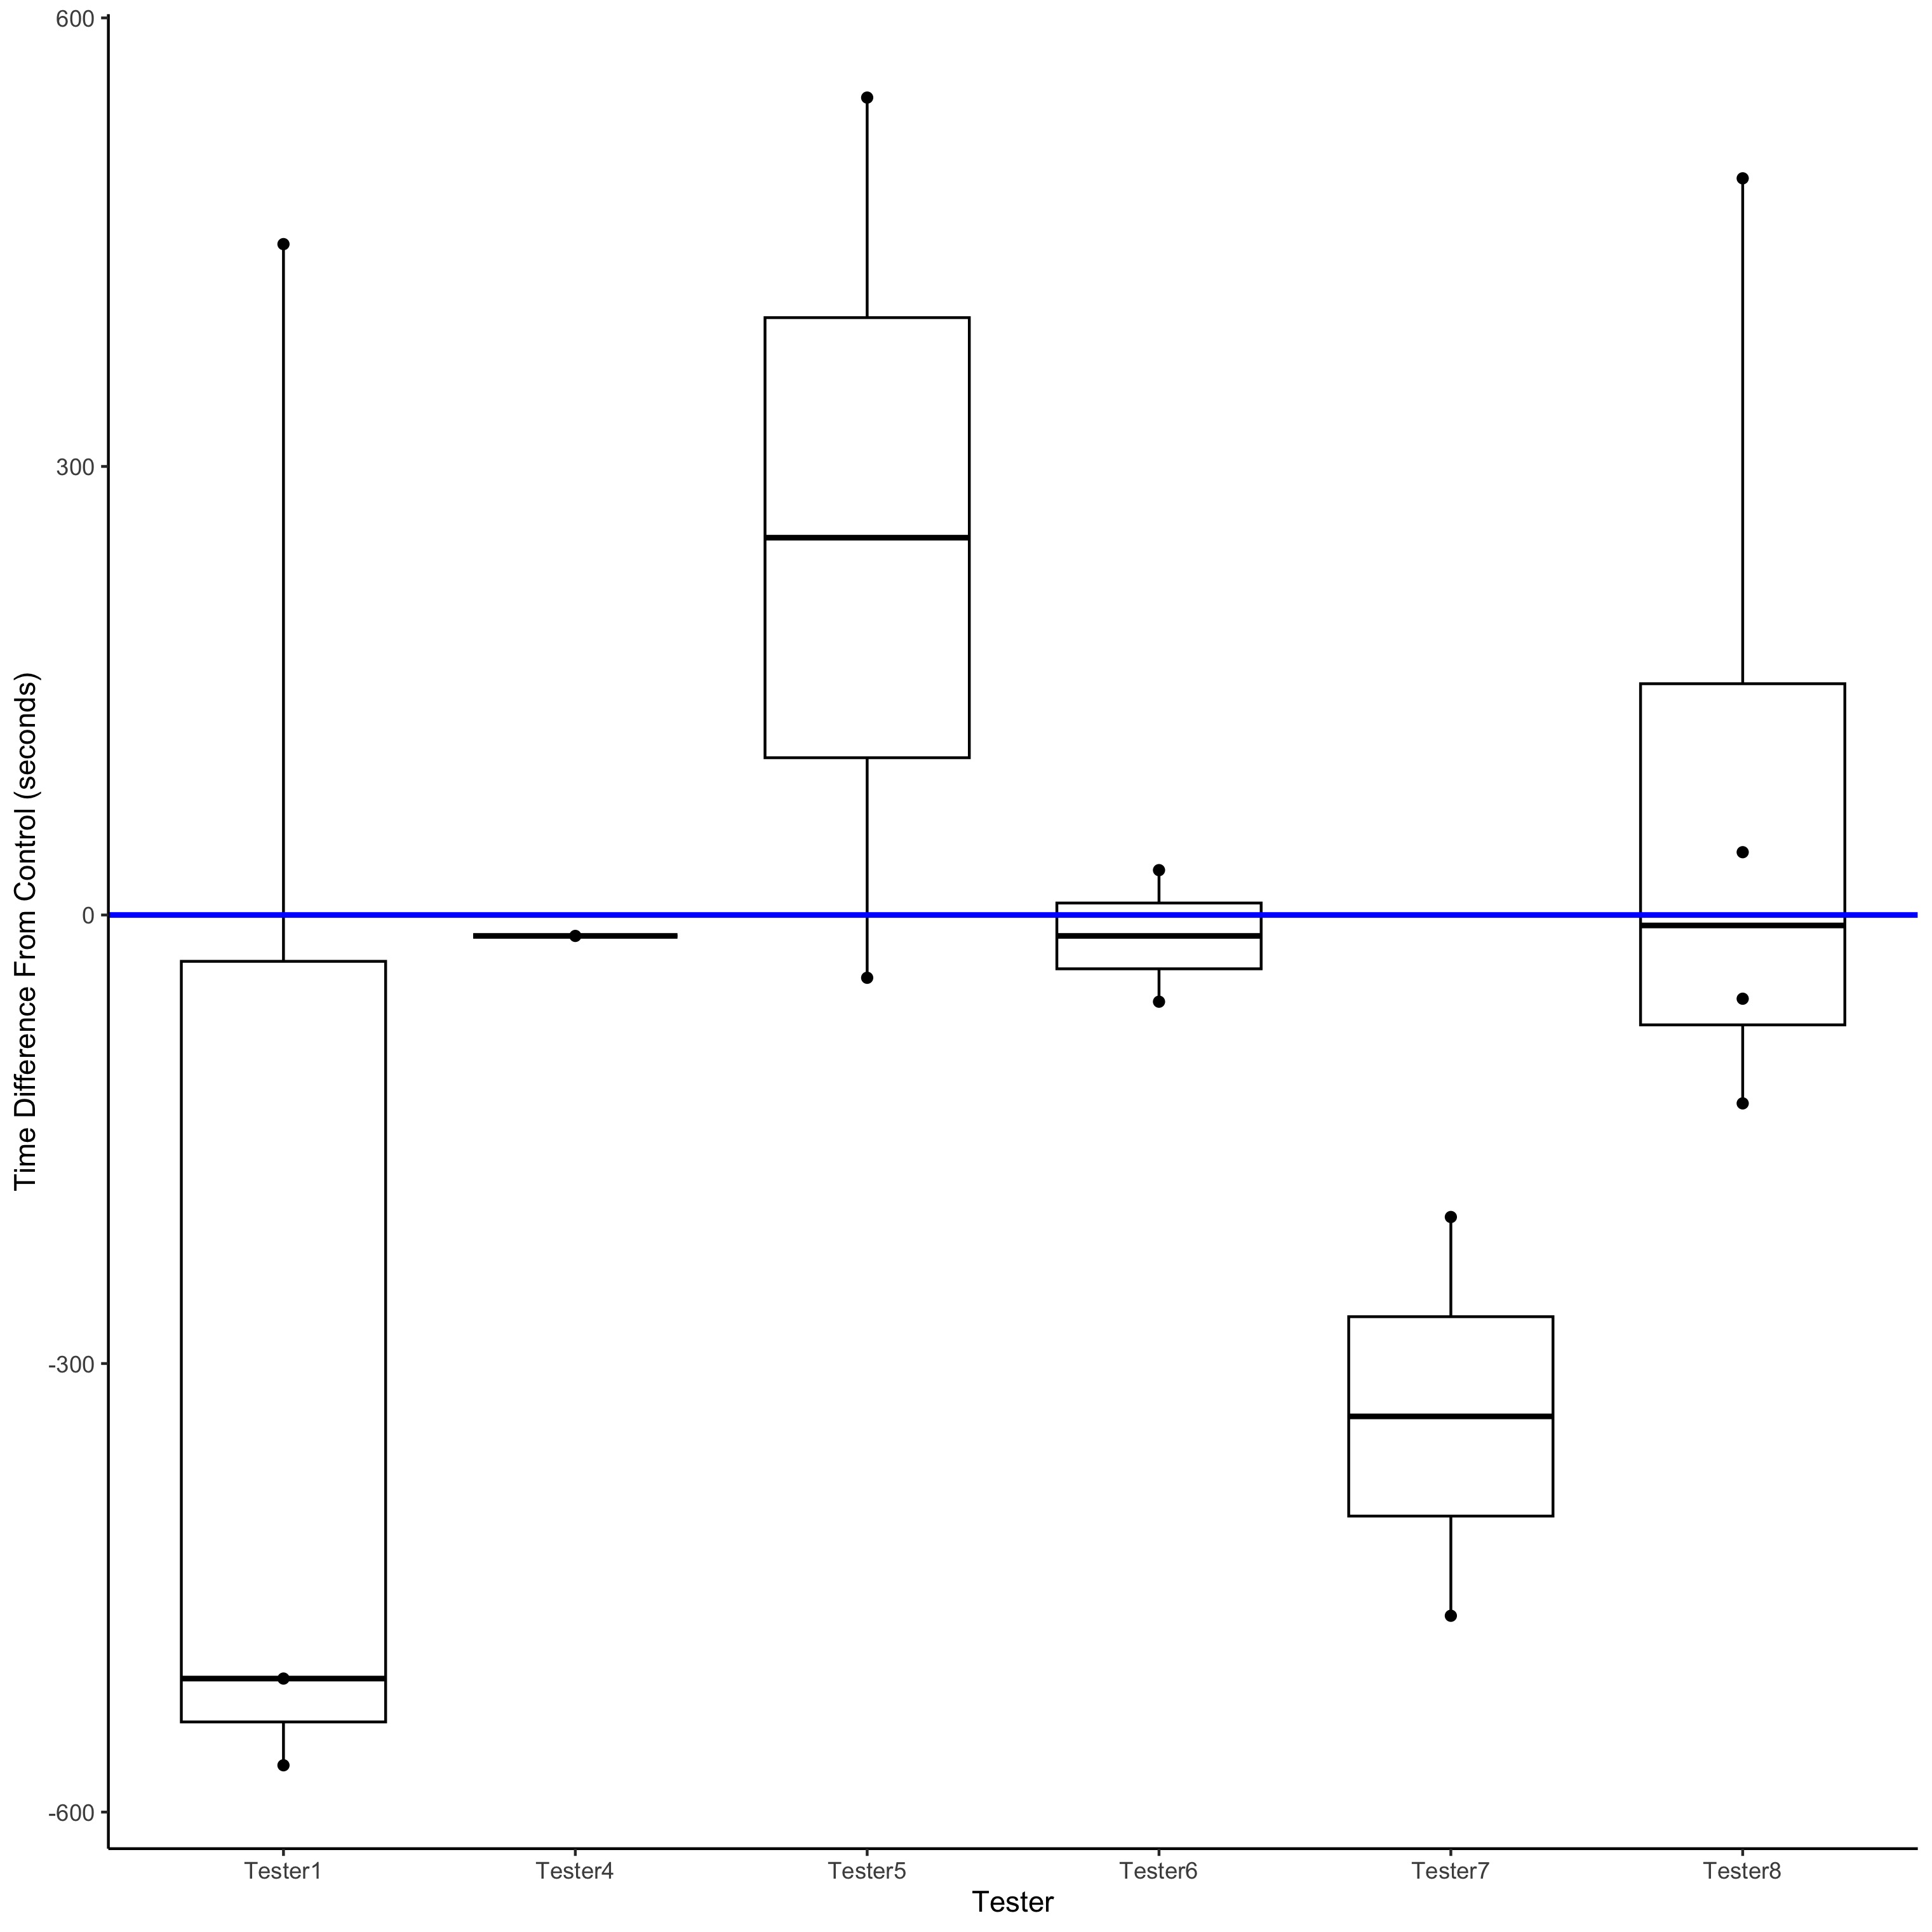 600
300
0
-300
-600
Time Difference From Control (seconds)
Tester1 Tester4 Tester5 Tester6 Tester7 Tester8
Tester